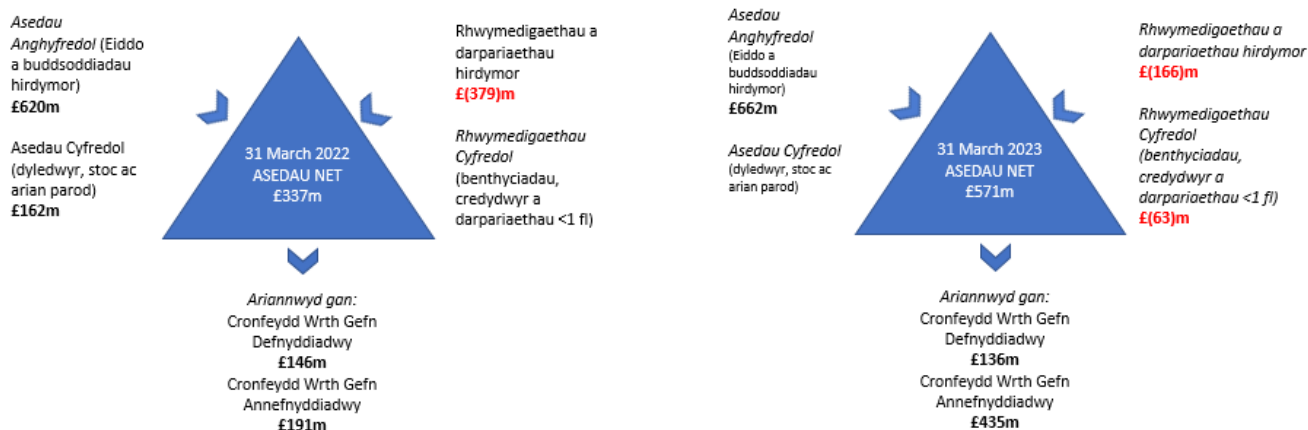 Asedau
Anghyfredol (Eiddo
a buddsoddiadau
hirdymor)
£620m
Asedau Cyfredol
(dyledwyr, stoc ac
arian parod)
£162m
31 March 2022
ASEDAU NET
£337m
Rhwymedigaethau a
darpariaethau
hirdymor
£(379)m
Rhwymedigaethau
Cyfredol
(benthyciadau,
credydwyr a
darpariaethau <1 fl)
Ariannwyd gan:
Cronfeydd Wrth Gefn
Defnyddiadwy
£146m
Cronfeydd Wrth Gefn
Annefnyddiadwy
£191m
Asedau
Anghyfredol
(Eiddo a
buddsoddiadau
hirdymor)
£662m
Asedau Cyfredol
(dyledwyr, stoc ac
arian parod)
31 March 2023
ASEDAU NET
£571m
Rhwymedigaethau a
darpariaethau hirdymor
£(166)m
Rhwymedigaethau
Cyfredol
(benthyciadau,
credydwyr a
darpariaethau <1 fl)
£(63)m
Ariannwyd gan:
Cronfeydd Wrth Gefn
Defnyddiadwy
£136m
Cronfeydd Wrth Gefn
Annefnyddiadwy
£435m